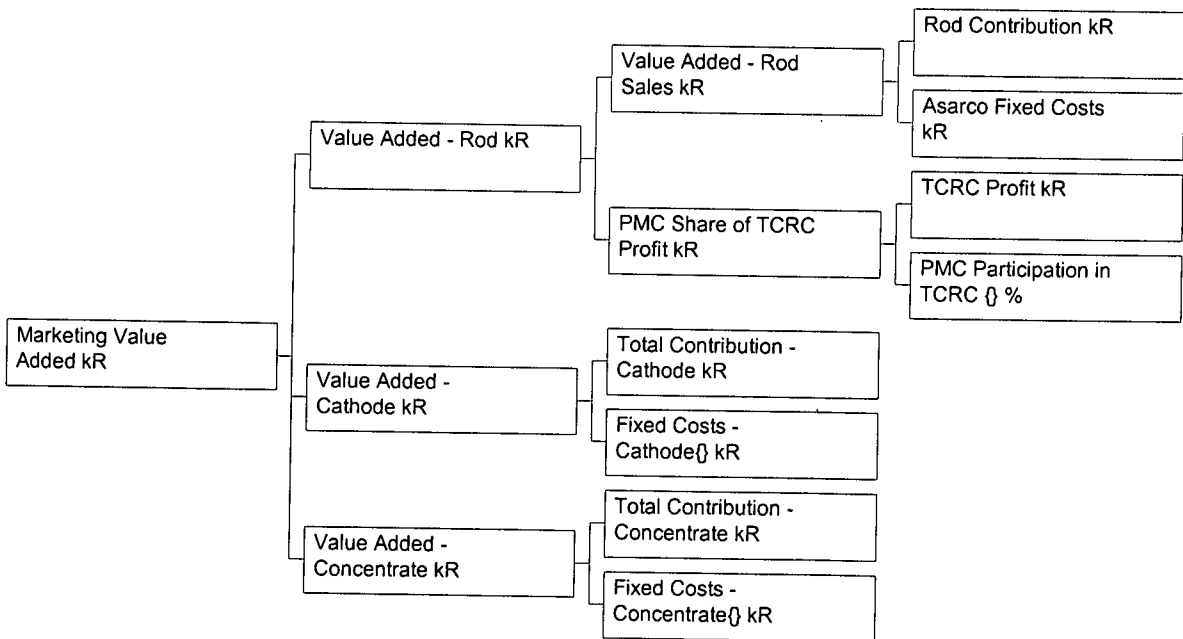 Rod Contribution kR
Value Added - Rod
Sales kR
Asarco Fixed Costs
kR
Value Added - Rod kR
TCRC Profit kR
PMC Share of TCRC
Profit kR
PMC Participation in
TCRC {} %
Marketing Value
Added kR
Total Contribution -
Cathode kR
Value Added -
Cathode kR
Fixed Costs -
Cathode{} kR
Total Contribution -
Concentrate kR
Value Added -
Concentrate kR
Fixed Costs -
Concentrate{} kR